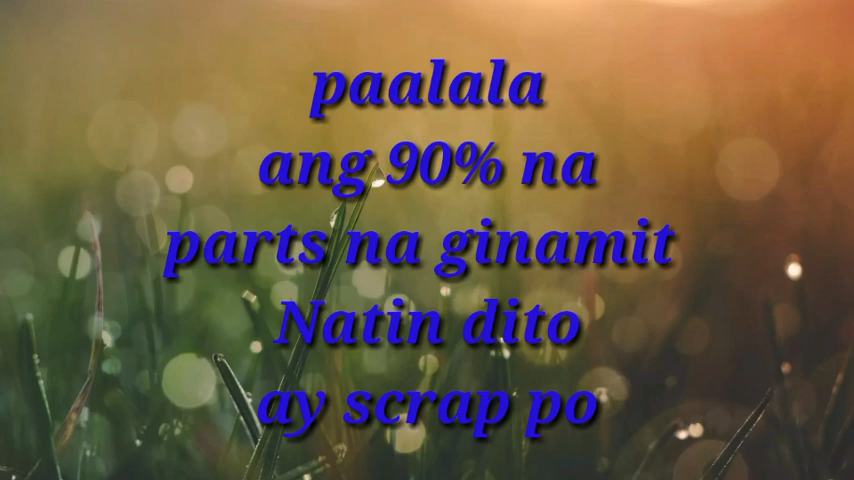 paalala
ang 90% na
parts na ginamit
Natin dito
ay scrap po